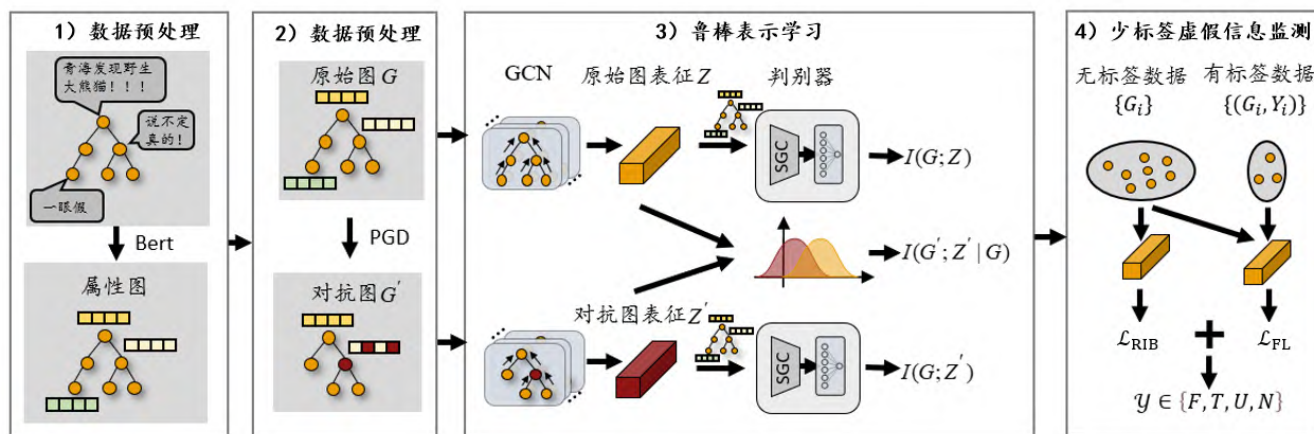 1）数据预处理
青海发现野生
大熊猫！！！
说不定
真的！
一眼假
Bert
属性图
2）数据预处理
原始图 G
PGD
对抗图G′
3）鲁棒表示学习
GCN
原始图表征Z
判别器
SGC
I(G;Z)
I(G′;Z′|G)
对抗图表征Z′
SGC
I(G;Z′)
4）少标签虚假信息监测
无标签数据
{G_i}
有标签数据
{(G_i,Y_i)}
ℒ_RIB
+
ℒ_FL
𝒴 ∈ {F,T,U,N}